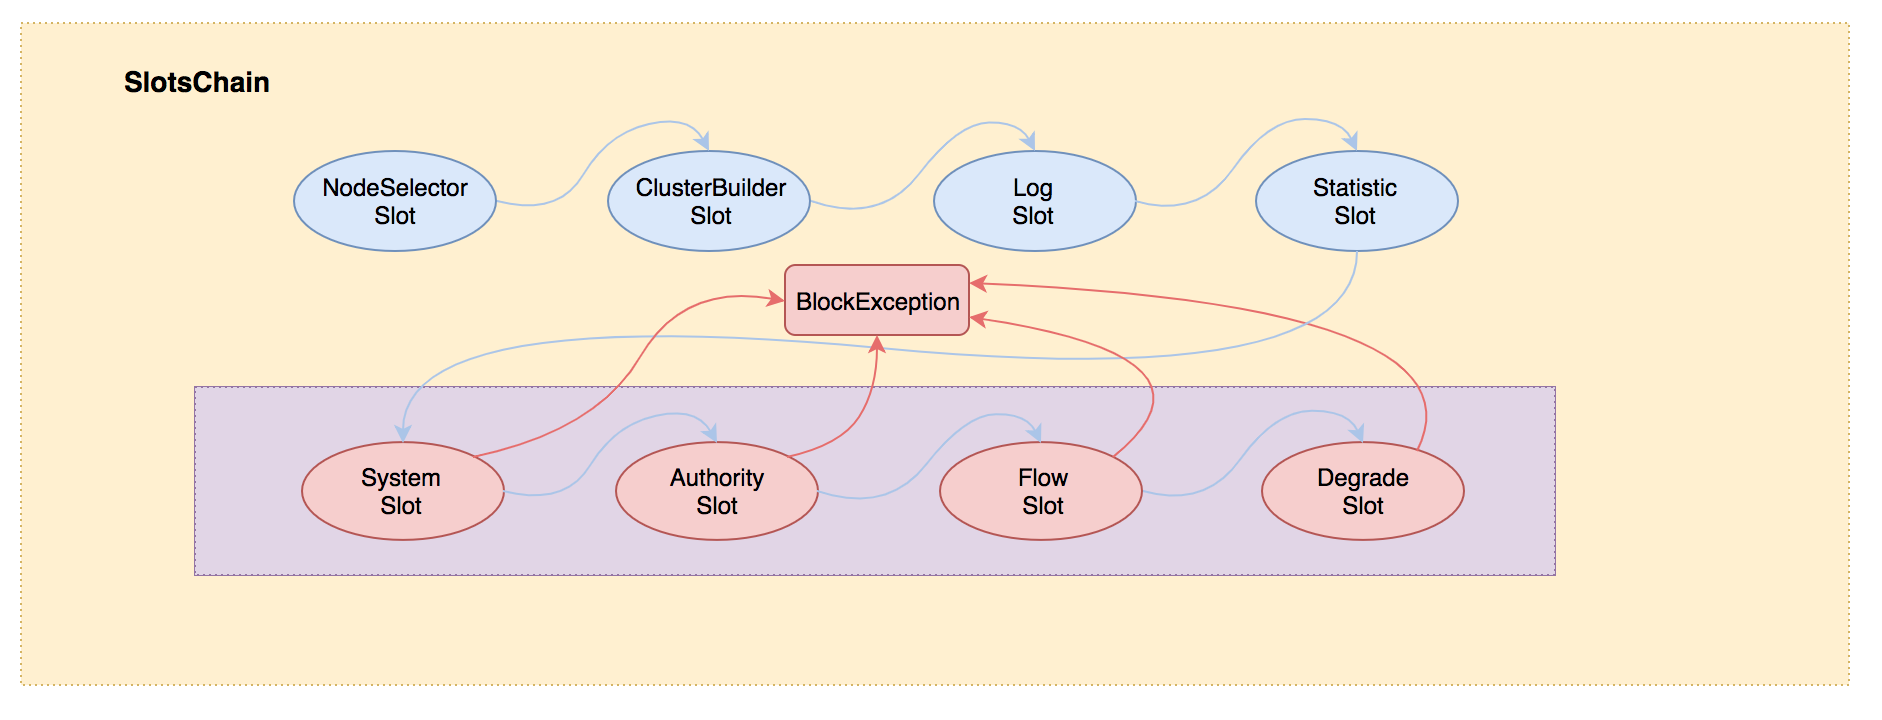 SlotsChain
NodeSelector
Slot
ClusterBuilder
Slot
Log
Slot
Statistic
Slot
BlockException
System
Slot
Authority
Slot
Flow
Slot
Degrade
Slot